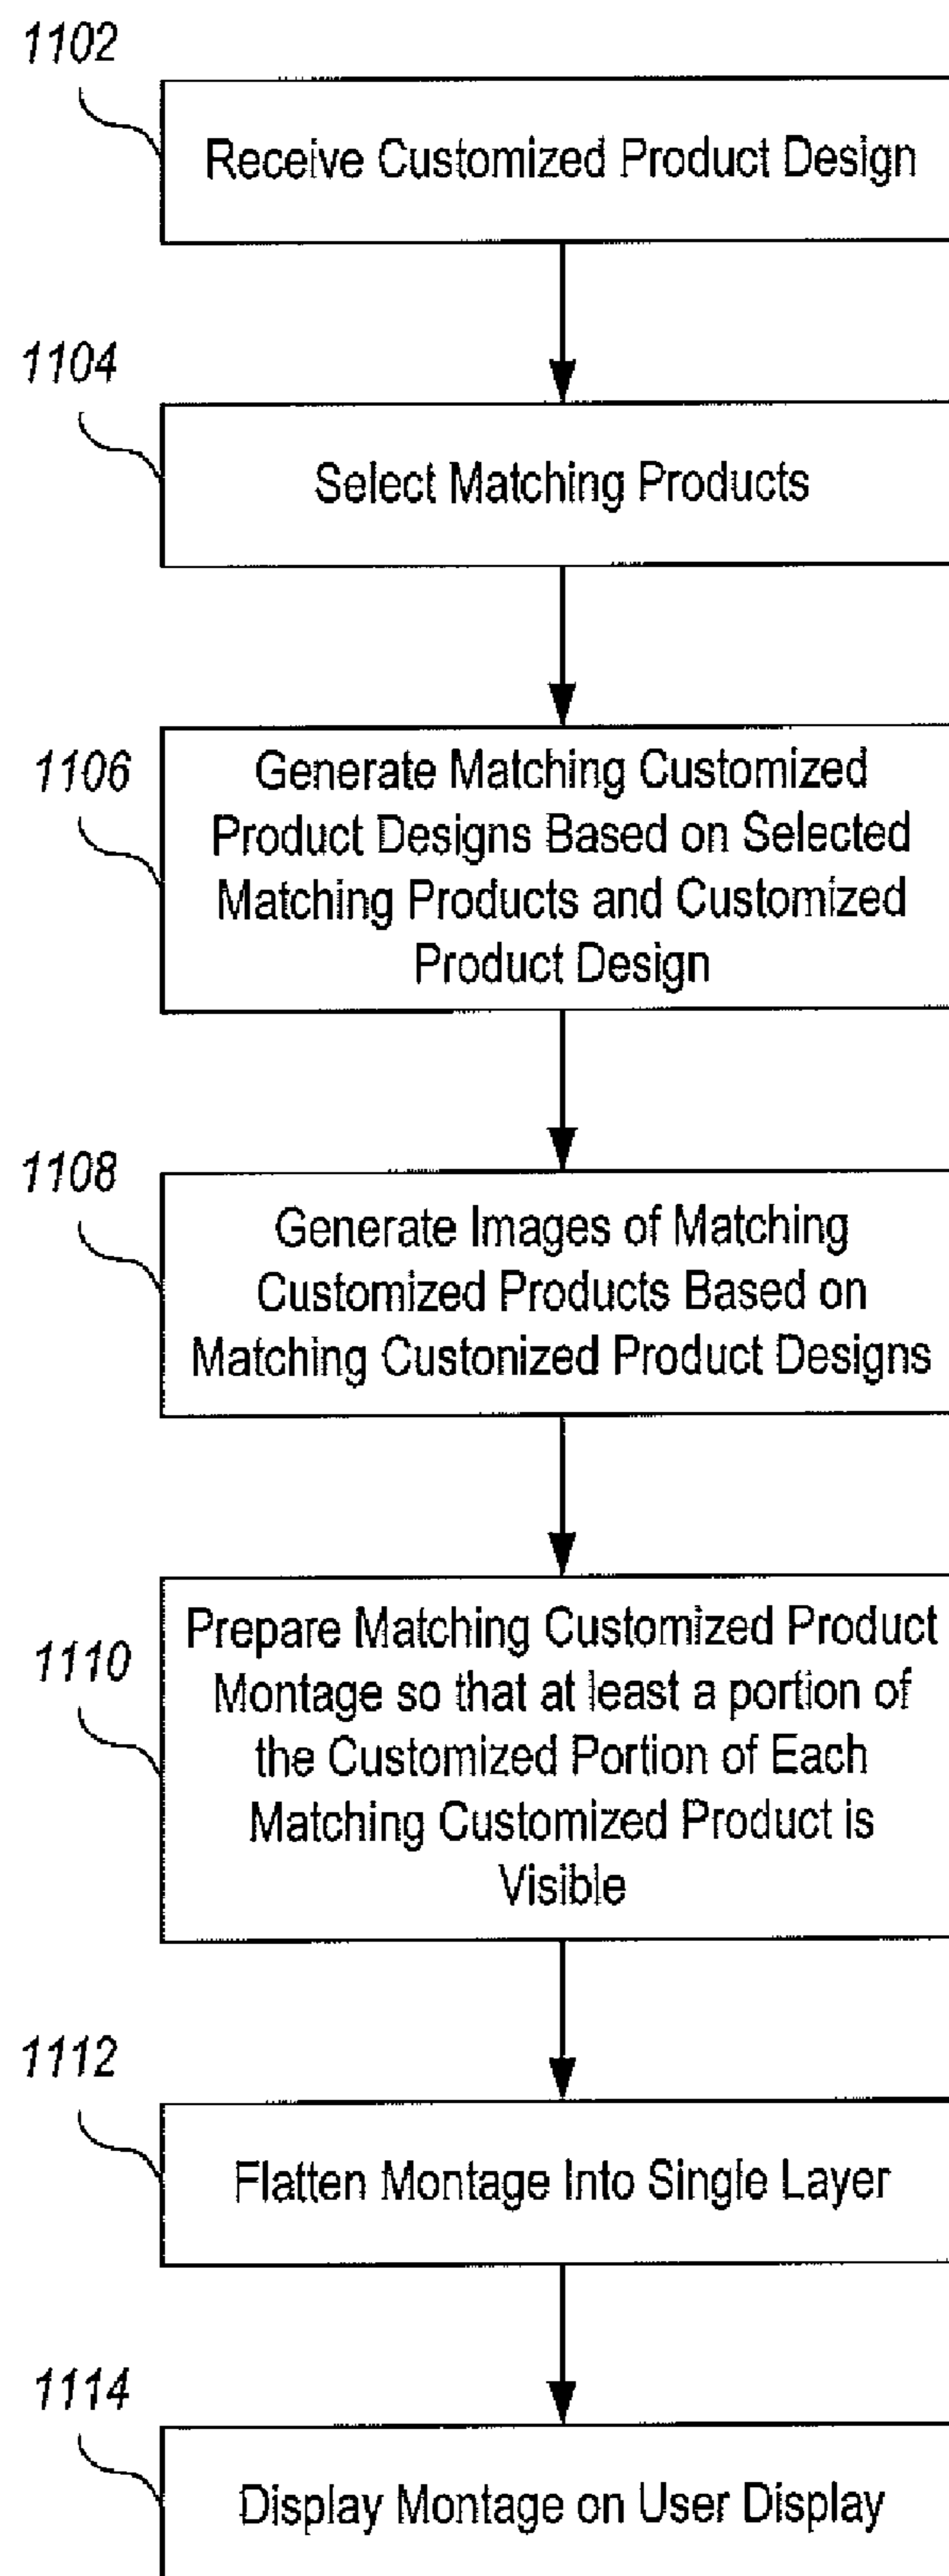 1102
Receive Customized Product Design
1104
Select Matching Products
1106
Generate Matching Customized
Product Designs Based on Selected
Matching Products and Customized
Product Design
1108
Generate Images of Matching
Customized Products Based on
Matching Custonized Product Designs
1110
Prepare Matching Customized Product
Montage so that at least a portion of
the Customized Portion of Each
Matching Customized Product is
Visible
1112
Flatten Montage Into Single Layer
1114
Display Montage on User Display